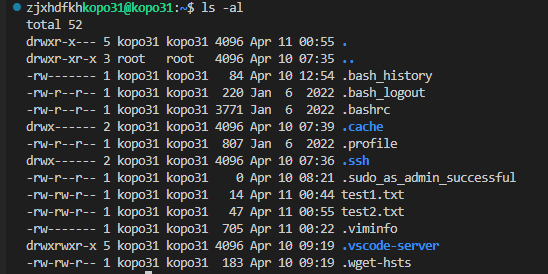 zjxhdfkhkopo31@kopo31:~$ ls -al
total 52
drwxr-x--- 5 kopo31 kopo31 4096 Apr 11 00:55 .
drwxr-xr-x 3 root   root   4096 Apr 10 07:35 ..
-rw------- 1 kopo31 kopo31   84 Apr 10 12:54 .bash_history
-rw-r--r-- 1 kopo31 kopo31  220 Jan  6  2022 .bash_logout
-rw-r--r-- 1 kopo31 kopo31 3771 Jan  6  2022 .bashrc
drwx------ 2 kopo31 kopo31 4096 Apr 10 07:39 .cache
-rw-r--r-- 1 kopo31 kopo31  807 Jan  6  2022 .profile
drwx------ 2 kopo31 kopo31 4096 Apr 10 07:36 .ssh
-rw-r--r-- 1 kopo31 kopo31    0 Apr 10 08:21 .sudo_as_admin_successful
-rw-rw-r-- 1 kopo31 kopo31   14 Apr 11 00:44 test1.txt
-rw-rw-r-- 1 kopo31 kopo31   47 Apr 11 00:55 test2.txt
-rw------- 1 kopo31 kopo31  705 Apr 11 00:22 .viminfo
drwxrwxr-x 5 kopo31 kopo31 4096 Apr 10 09:19 .vscode-server
-rw-rw-r-- 1 kopo31 kopo31  183 Apr 10 09:19 .wget-hsts